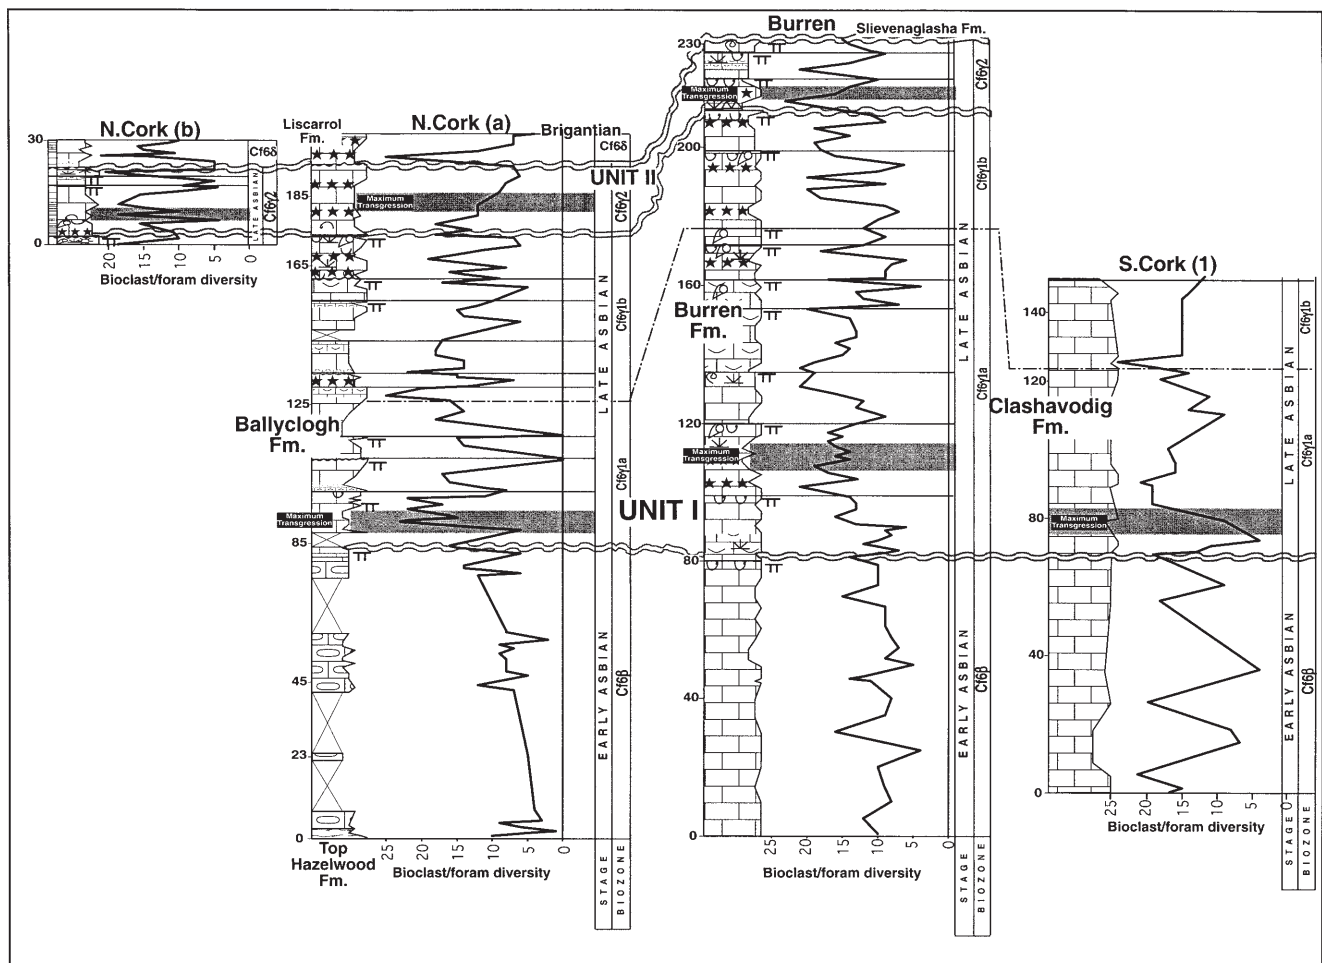 Burren
Slievenaglasha Fm.
230
Maximum
Transgression
200
160
Burren
Fm.
120
Maximum
Transgression
80
40
0
25
20
15
10
5
0
Bioclast/foram diversity
Cf6γ2
Cf6γ1b
Cf6γ1a
Cf6β
LATE ASBIAN
EARLY ASBIAN
STAGE
BIOZONE
N.Cork (b)
30
0
20
15
10
5
0
Bioclast/foram diversity
Cf6δ
Cf6γ2
LATE ASBIAN
N.Cork (a)
Liscarrol
Fm.
Brigantian
Cf6δ
UNIT II
185
Maximum
Transgression
Cf6γ2
165
Cf6γ1b
125
Ballyclogh
Fm.
Cf6γ1a
UNIT I
Maximum
Transgression
85
45
23
0
LATE ASBIAN
EARLY ASBIAN
Cf6β
Top
Hazelwood
Fm.
25
20
15
10
5
0
Bioclast/foram diversity
STAGE
BIOZONE
S.Cork (1)
140
120
Clashavodig
Fm.
80
Maximum
Transgression
40
0
25
20
15
10
5
0
Bioclast/foram diversity
Cf6γ1b
Cf6γ1a
Cf6β
LATE ASBIAN
EARLY ASBIAN
STAGE
BIOZONE